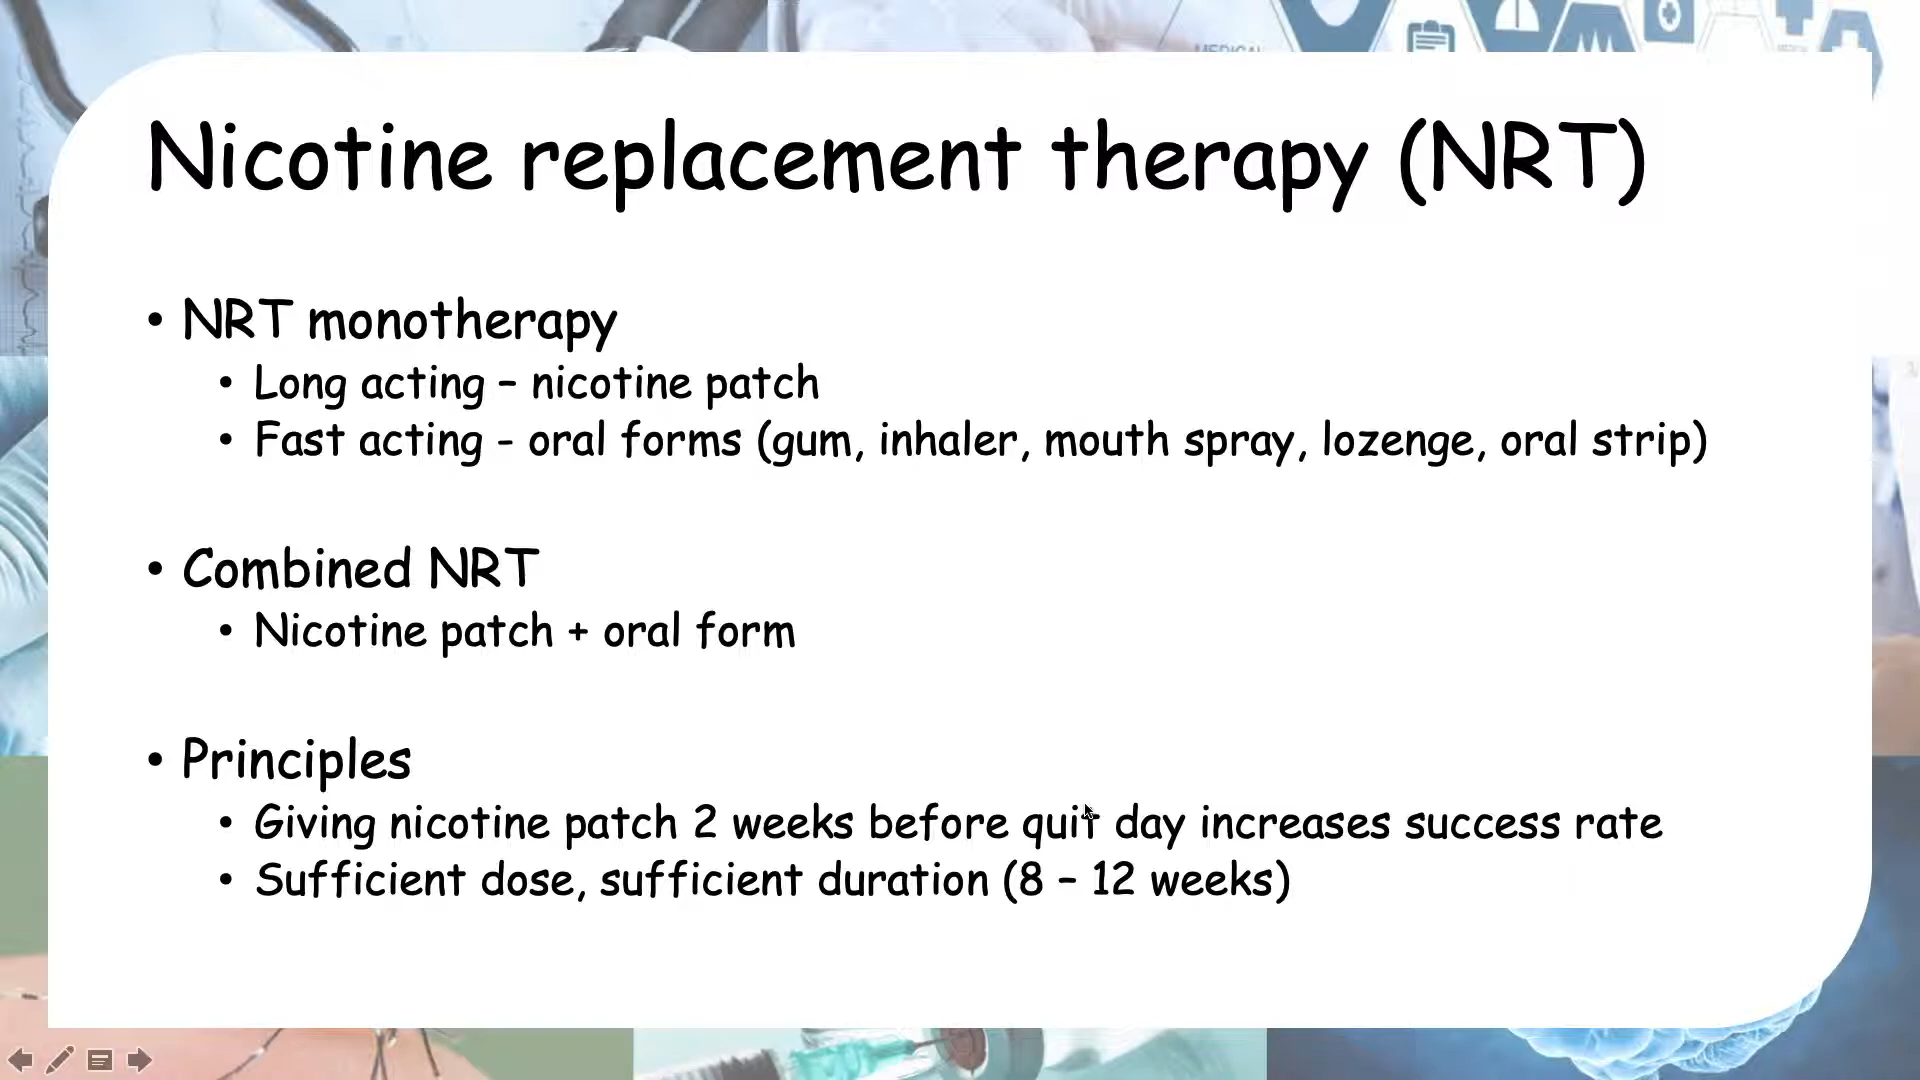 MEDICAL
Nicotine replacement therapy (NRT)
• NRT monotherapy
• Long acting – nicotine patch
• Fast acting - oral forms (gum, inhaler, mouth spray, lozenge, oral strip)
• Combined NRT
• Nicotine patch + oral form
• Principles
• Giving nicotine patch 2 weeks before quit day increases success rate
• Sufficient dose, sufficient duration (8 – 12 weeks)